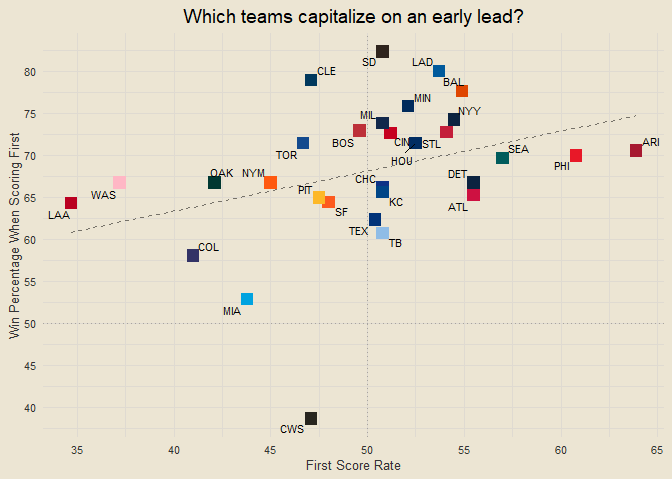 Which teams capitalize on an early lead?
Win Percentage When Scoring First
80
75
70
65
60
55
50
45
40
SD
LAD
CLE
BAL
MIN
MIL
NYY
BOS
CIN
STL
TOR
HOU
SEA
ARI
PHI
OAK
NYM
WAS
PIT
CHC
DET
LAA
SF
KC
ATL
TEX
TB
COL
MIA
CWS
35
45
50
55
60
65
First Score Rate